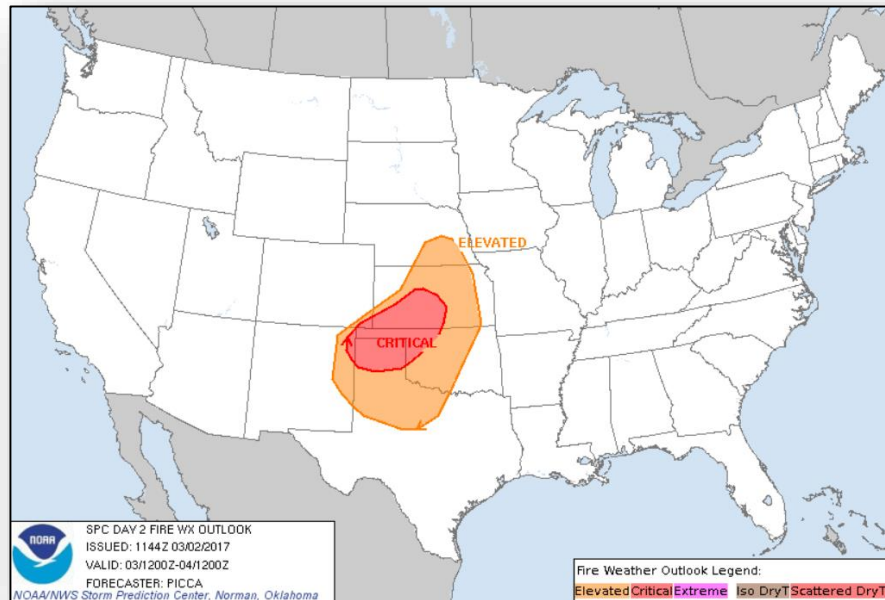 ELEVATED
CRITICAL
NOAA
SPC DAY 2 FIRE WX OUTLOOK
ISSUED: 1144Z 03/02/2017
VALID: 03/1200Z-04/1200Z
FORECASTER: PICCA
NOAA/NWS Storm Prediction Center, Norman, Oklahoma
Fire Weather Outlook Legend:
Elevated Critical Extreme Iso DryT Scattered DryT